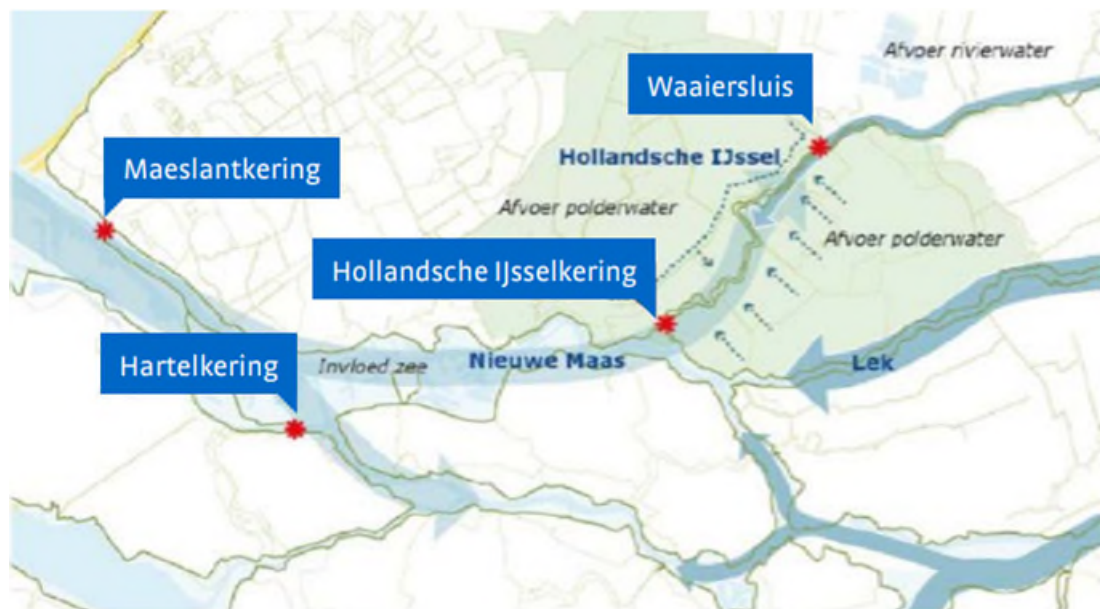 Afvoer rivierwater
Waaiersluis
Maeslantkering
Hollandsche IJssel
Afvoer polderwater
Afvoer polderwater
Hollandsche IJsselkering
Hartelkering
Invloed zee
Nieuwe Maas
Lek